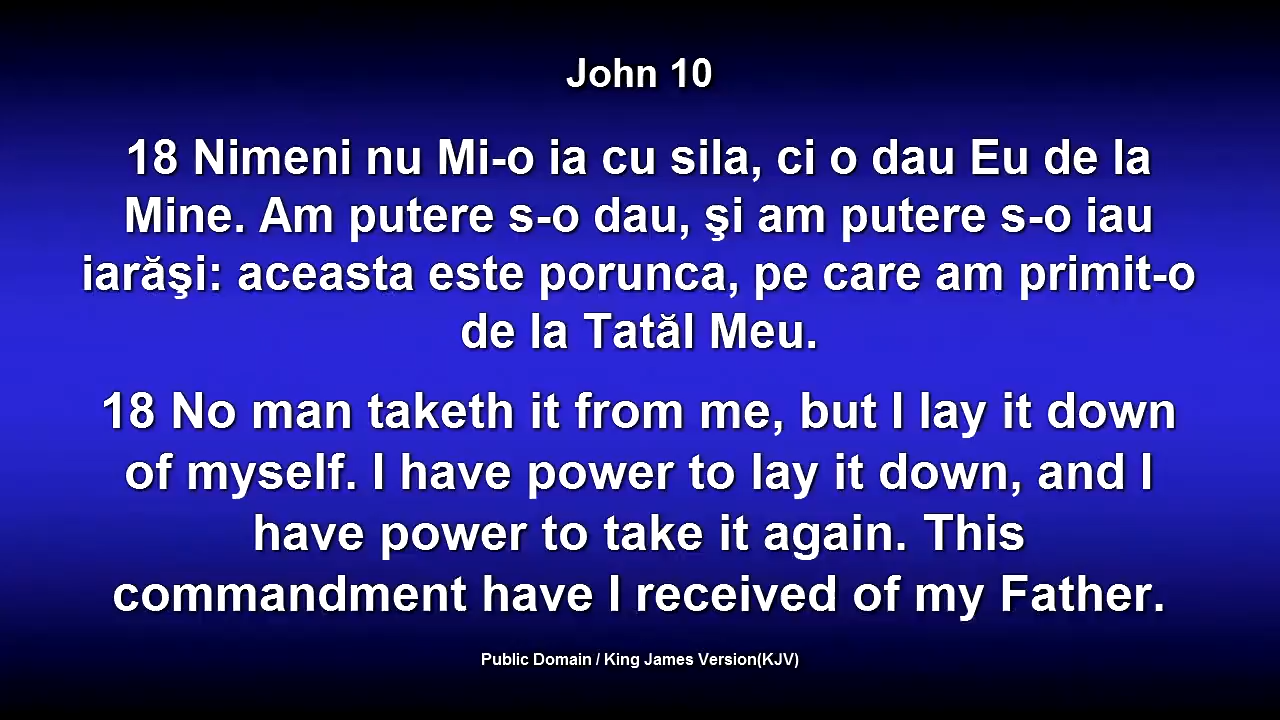 John 10
18 Nimeni nu Mi-o ia cu sila, ci o dau Eu de la
Mine. Am putere s-o dau, şi am putere s-o iau
iarăşi: aceasta este porunca, pe care am primit-o
de la Tatăl Meu.
18 No man taketh it from me, but I lay it down
of myself. I have power to lay it down, and I
have power to take it again. This
commandment have I received of my Father.
Public Domain / King James Version(KJV)